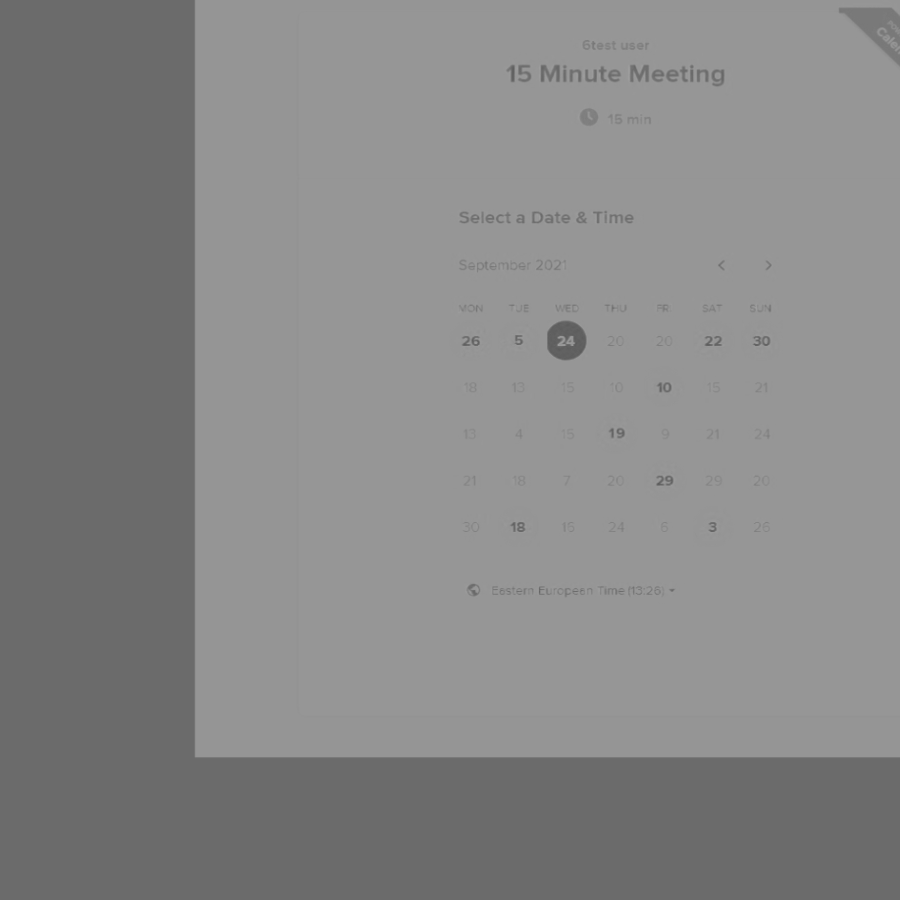 6test user
15 Minute Meeting
15 min
Select a Date & Time
September 2021
MON TUE WED THU FRI SAT SUN
26 5 24 20 20 22 30
18 13 15 10 10 15 21
13 4 15 19 9 21 24
21 18 7 20 29 29 20
30 18 15 24 6 3 26
Eastern European Time (13:26)